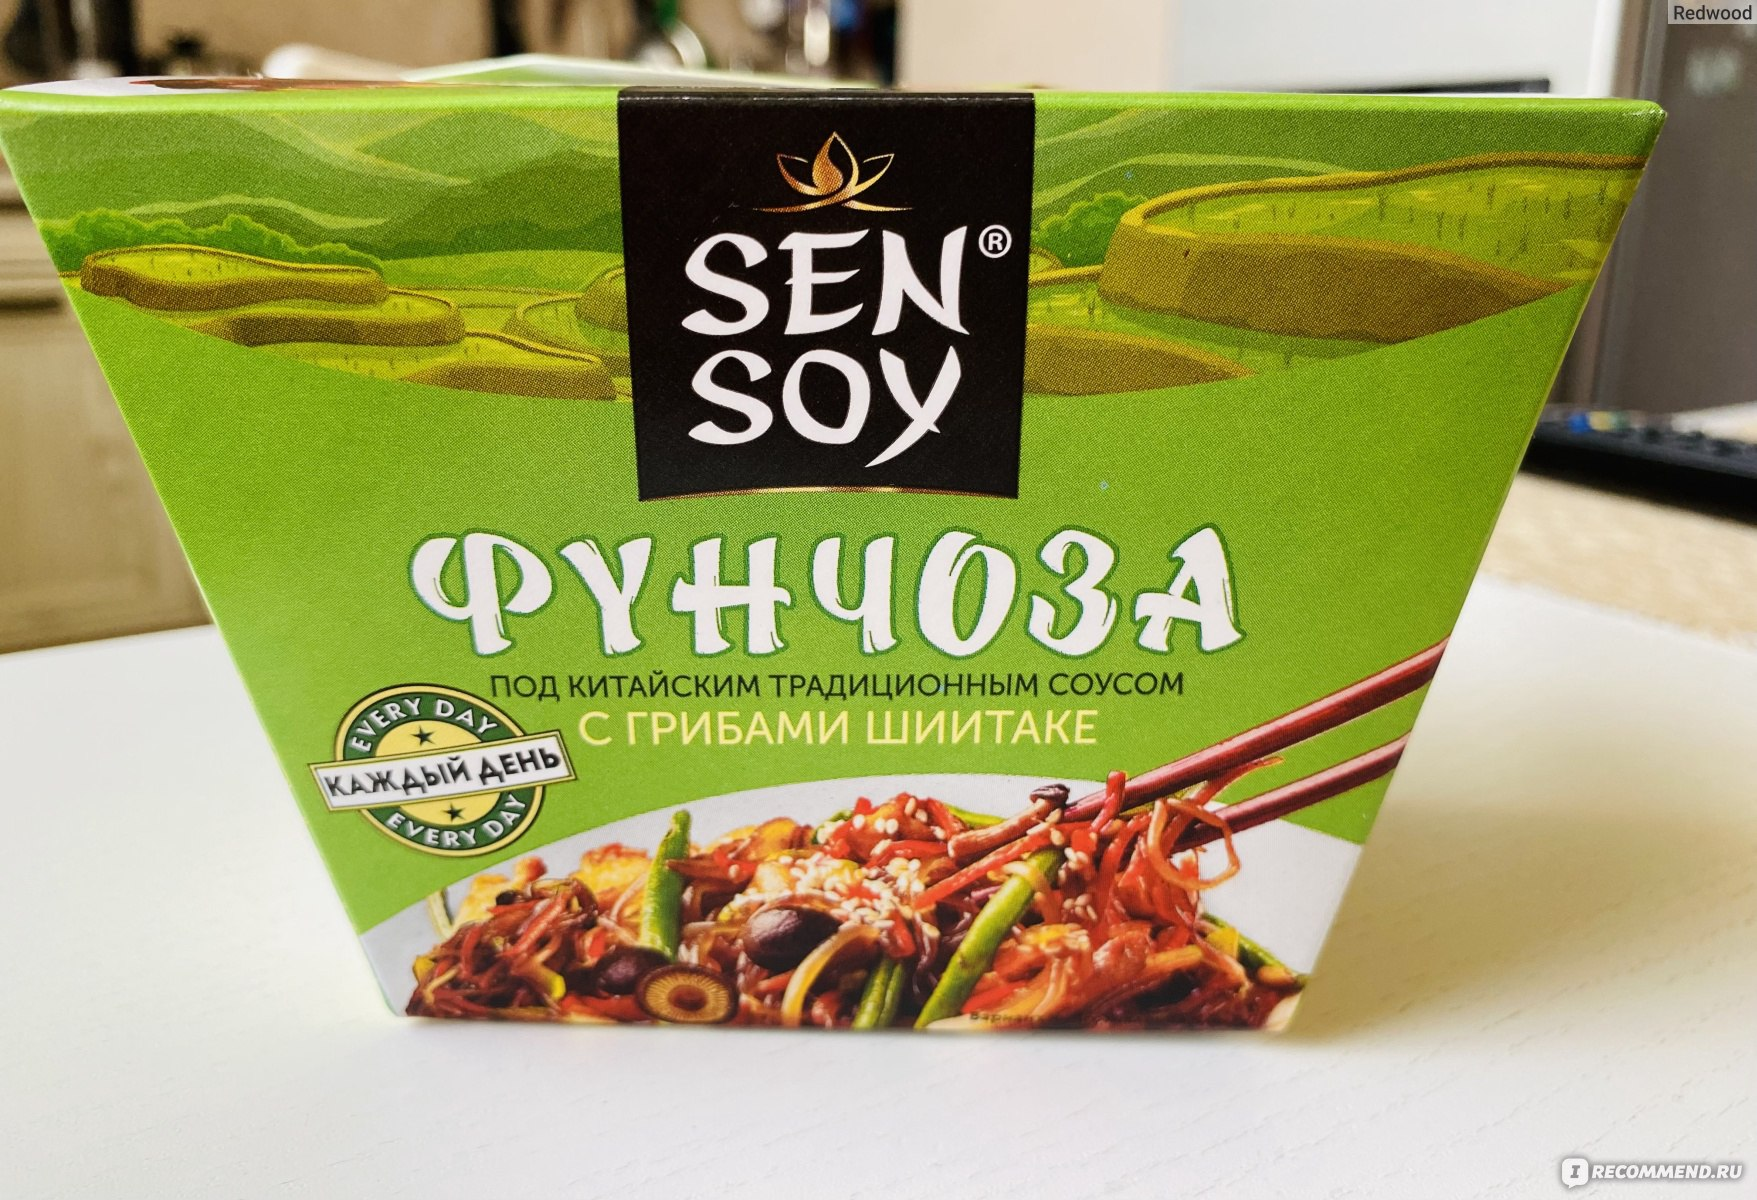 Redwood
SEN®
SOY
ФУНЧОЗА
ПОД КИТАЙСКИМ ТРАДИЦИОННЫМ СОУСОМ
С ГРИБАМИ ШИИТАКЕ
EVERY DAY
КАЖДЫЙ ДЕНЬ
EVERY DAY
I RECOMMEND.RU